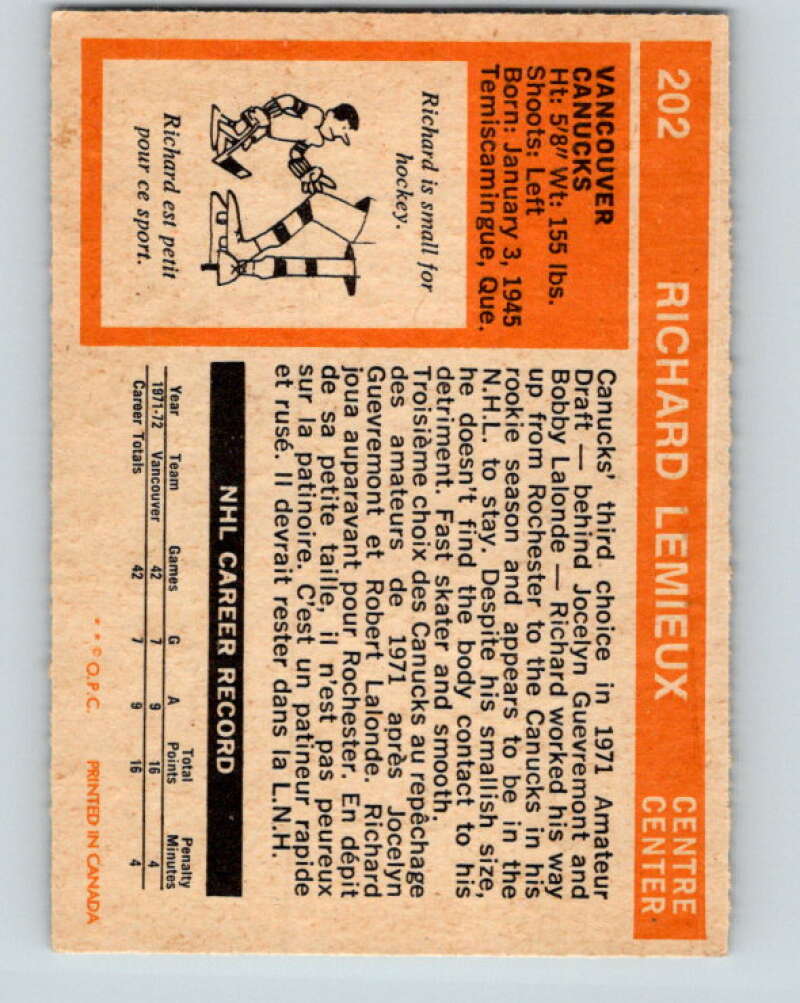 202
RICHARD LEMIEUX
CENTRE
CENTER
VANCOUVER
CANUCKS
Ht: 5'8" Wt: 155 lbs.
Shoots: Left
Born: January 3, 1945
Temiscamingue, Que.
Richard is small for
hockey.
Richard est petit
pour ce sport.
Canucks' third choice in 1971 Amateur
Draft — behind Jocelyn Guevremont and
Bobby Lalonde — Richard worked his way
up from Rochester to the Canucks in his
rookie season and appears to be in the
N.H.L. to stay. Despite his smallish size,
he doesn't find the body contact to his
detriment. Fast skater and smooth.
Troisième choix des Canucks au repêchage
des amateurs de 1971 après Jocelyn
Guevremont et Robert Lalonde. Richard
joua auparavant pour Rochester. En dépit
de sa petite taille, il n'est pas peureux
sur la patinoire. C'est un patineur rapide
et rusé. Il devrait rester dans la L.N.H.
NHL CAREER RECORD
Year Team Games G A Total Points Penalty Minutes
1971-72 Vancouver 42 7 9 16 4
Career Totals 42 7 9 16 4
* * © O.P.C. PRINTED IN CANADA